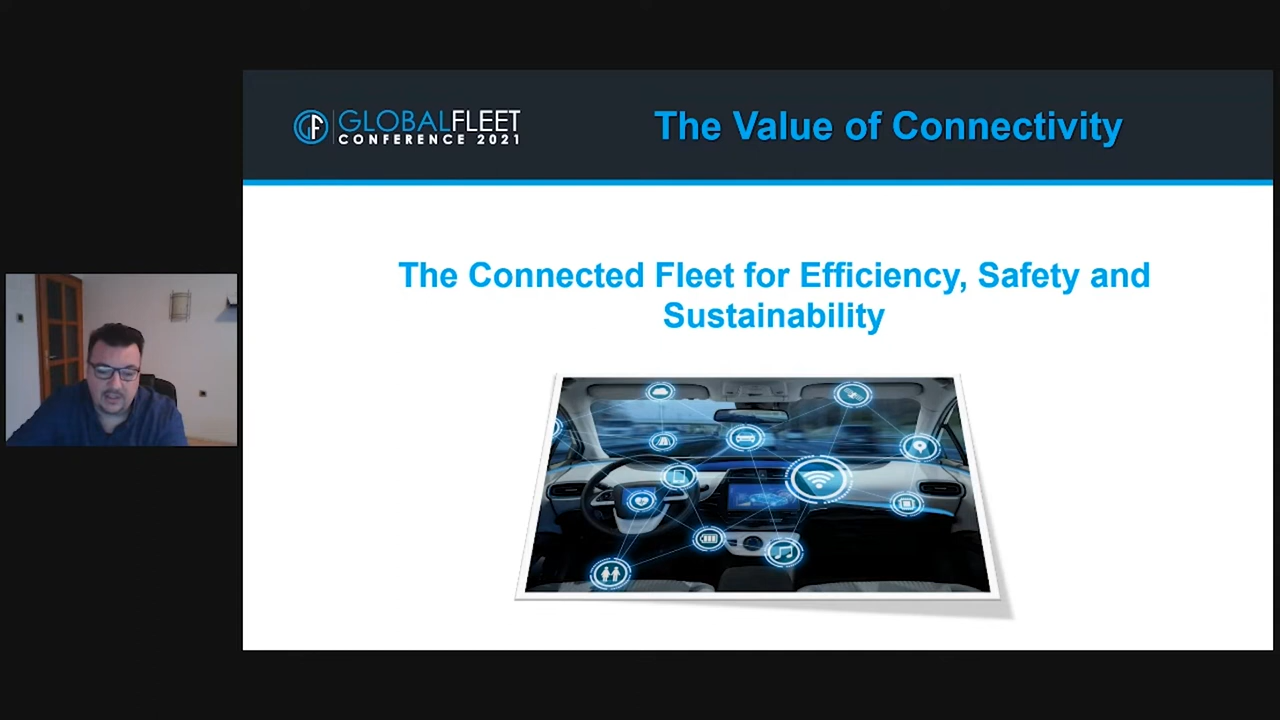 GLOBALFLEET
CONFERENCE 2021
The Value of Connectivity
The Connected Fleet for Efficiency, Safety and
Sustainability